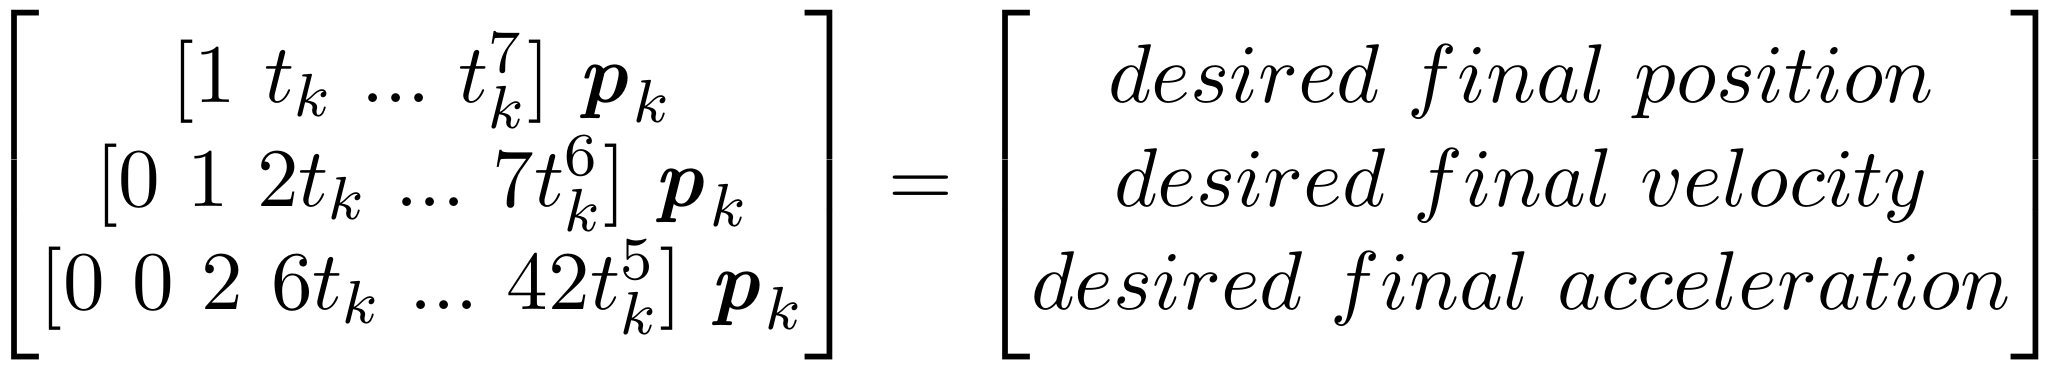 [1 t_k ... t_k^7] p_k = desired final position
[0 1 2t_k ... 7t_k^6] p_k = desired final velocity
[0 0 2 6t_k ... 42t_k^5] p_k = desired final acceleration